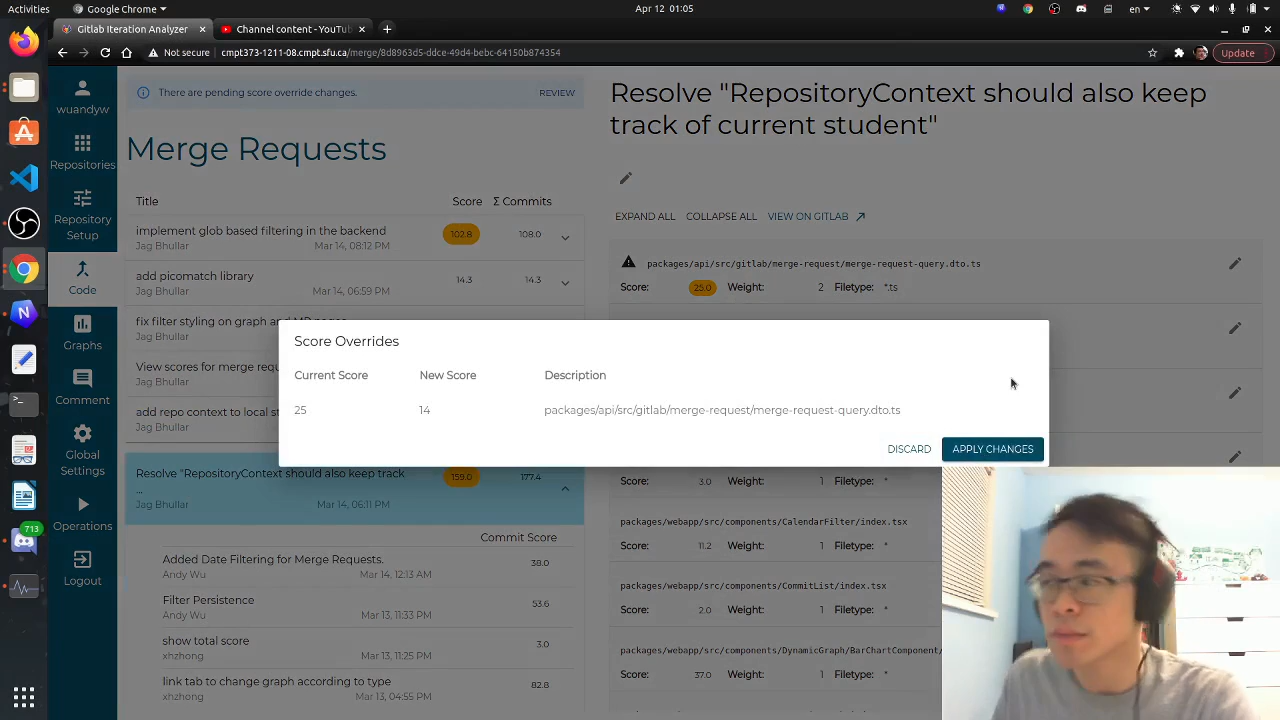 Activities
Google Chrome
Apr 12 01:05
en
Gitlab Iteration Analyzer
Channel content - YouTu
Not secure
cmpt373-1211-08.cmpt.sfu.ca/merge/8d8963d5-ddce-49d4-bebc-64150b874354
Update
wuandyw
Repositories
Repository
Setup
Code
Graphs
Comment
Global
Settings
Operations
Logout
713
There are pending score override changes.
REVIEW
Merge Requests
Title Score Σ Commits
implement glob based filtering in the backend 102.8 108.0
Jag Bhullar Mar 14, 08:12 PM
add picomatch library 14.3 14.3
Jag Bhullar Mar 14, 06:59 PM
fix filter styling on graph and MR pages
Jag Bhullar
View scores for merge requ
Jag Bhullar
add repo context to local st
Jag Bhullar
Resolve "RepositoryContext should also keep track 159.0 177.4
...
Jag Bhullar Mar 14, 06:11 PM
Commit Score
Added Date Filtering for Merge Requests. 38.0
Andy Wu Mar 14, 12:13 AM
Filter Persistence 53.6
Andy Wu Mar 13, 11:33 PM
show total score 3.0
xhzhong Mar 13, 11:25 PM
link tab to change graph according to type 82.8
xhzhong Mar 13, 04:55 PM
Resolve "RepositoryContext should also keep
track of current student"
EXPAND ALL COLLAPSE ALL VIEW ON GITLAB
packages/api/src/gitlab/merge-request/merge-request-query.dto.ts
Score: 25.0 Weight: 2 Filetype: *.ts
Score Overrides
Current Score New Score Description
25 14 packages/api/src/gitlab/merge-request/merge-request-query.dto.ts
DISCARD APPLY CHANGES
Score: 3.0 Weight: 1 Filetype: *
packages/webapp/src/components/CalendarFilter/index.tsx
Score: 11.2 Weight: 1 Filetype: *
packages/webapp/src/components/CommitList/index.tsx
Score: 2.0 Weight: 1 Filetype: *
packages/webapp/src/components/DynamicGraph/BarChartComponent/
Score: 37.0 Weight: 1 Filetype: *